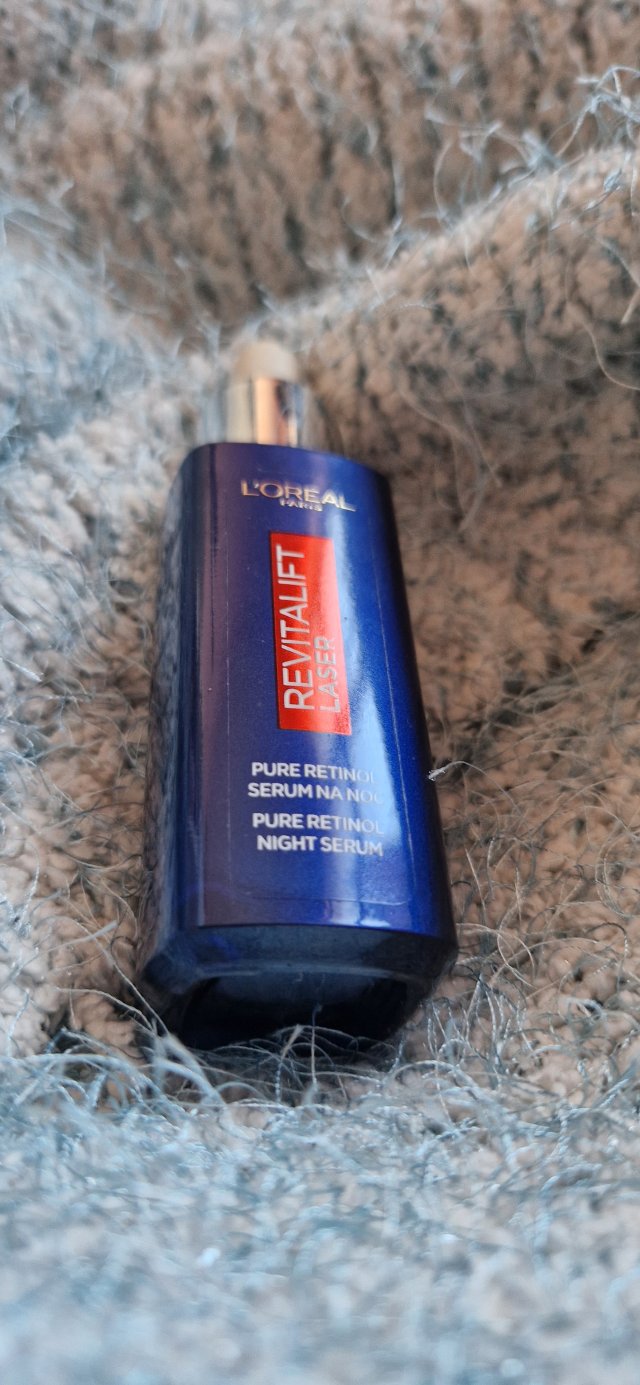 L'ORÉAL
PARIS
REVITALIFT
LASER
PURE RETINOL
SERUM NA NOC
PURE RETINOL
NIGHT SERUM